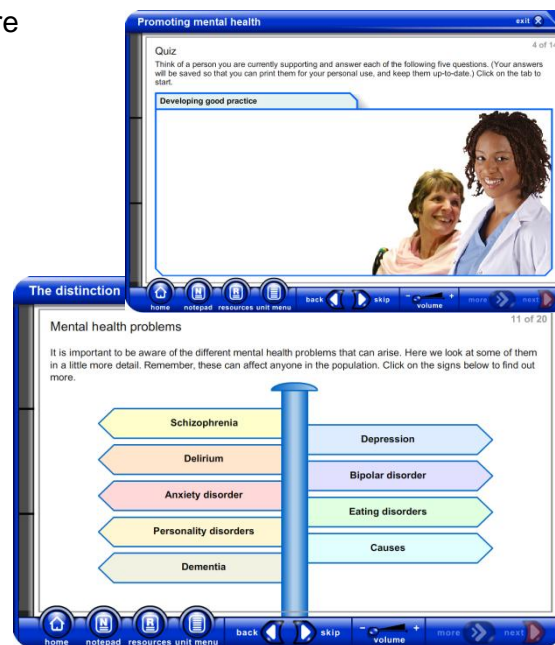 re
Promoting mental health
exit
4 of 14
Quiz
Think of a person you are currently supporting and answer each of the following five questions. (Your answers
will be saved so that you can print them for your personal use, and keep them up-to-date.) Click on the tab to
start.
Developing good practice
home notepad resources unit menu back skip - + volume more next
The distinction
11 of 20
Mental health problems
It is important to be aware of the different mental health problems that can arise. Here we look at some of them
in a little more detail. Remember, these can affect anyone in the population. Click on the signs below to find out
more.
Schizophrenia
Depression
Delirium
Bipolar disorder
Anxiety disorder
Eating disorders
Personality disorders
Causes
Dementia
home notepad resources unit menu back skip - + volume more next